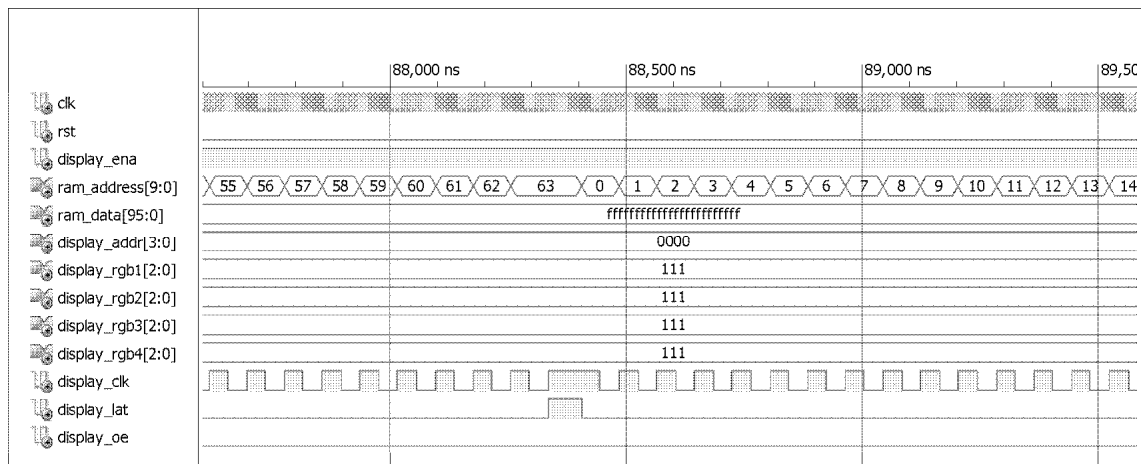 88,000 ns 88,500 ns 89,000 ns 89,50
clk
rst
display_ena
ram_address[9:0] 55 56 57 58 59 60 61 62 63 0 1 2 3 4 5 6 7 8 9 10 11 12 13 14
ram_data[95:0] ffffffffffffffffffffffff
display_addr[3:0] 0000
display_rgb1[2:0] 111
display_rgb2[2:0] 111
display_rgb3[2:0] 111
display_rgb4[2:0] 111
display_clk
display_lat
display_oe